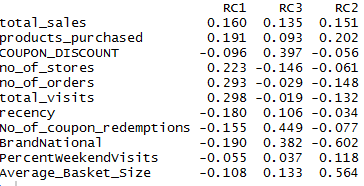 RC1 RC3 RC2
total_sales 0.160 0.135 0.151
products_purchased 0.191 0.093 0.202
COUPON_DISCOUNT -0.096 0.397 -0.056
no_of_stores 0.223 -0.146 -0.061
no_of_orders 0.293 -0.029 -0.148
total_visits 0.298 -0.019 -0.132
recency -0.180 0.106 -0.034
No_of_coupon_redemptions -0.155 0.449 -0.077
BrandNational -0.190 0.382 -0.602
PercentWeekendVisits -0.055 0.037 0.118
Average_Basket_Size -0.108 0.133 0.564